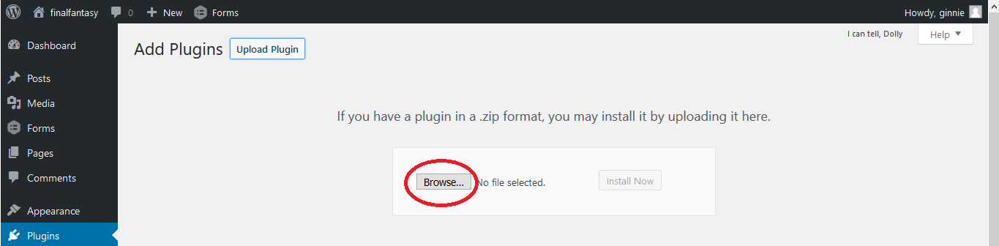 finalfantasy 0 + New Forms Howdy, ginnie
Dashboard
Posts
Media
Forms
Pages
Comments
Appearance
Plugins
I can tell, Dolly Help
Add Plugins Upload Plugin
If you have a plugin in a .zip format, you may install it by uploading it here.
Browse... No file selected. Install Now